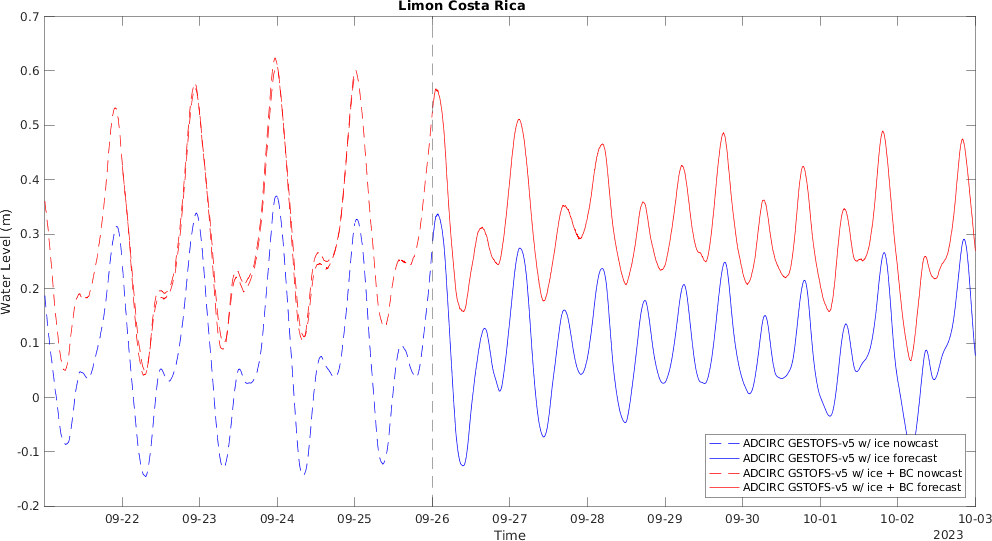 Limon Costa Rica
0.7
0.6
0.5
0.4
0.3
0.2
0.1
0
-0.1
-0.2
Water Level (m)
ADCIRC GESTOFS-v5 w/ ice nowcast
ADCIRC GESTOFS-v5 w/ ice forecast
ADCIRC GSTOFS-v5 w/ ice + BC nowcast
ADCIRC GSTOFS-v5 w/ ice + BC forecast
09-22 09-23 09-24 09-25 09-26 09-27 09-28 09-29 09-30 10-01 10-02 10-03
Time
2023